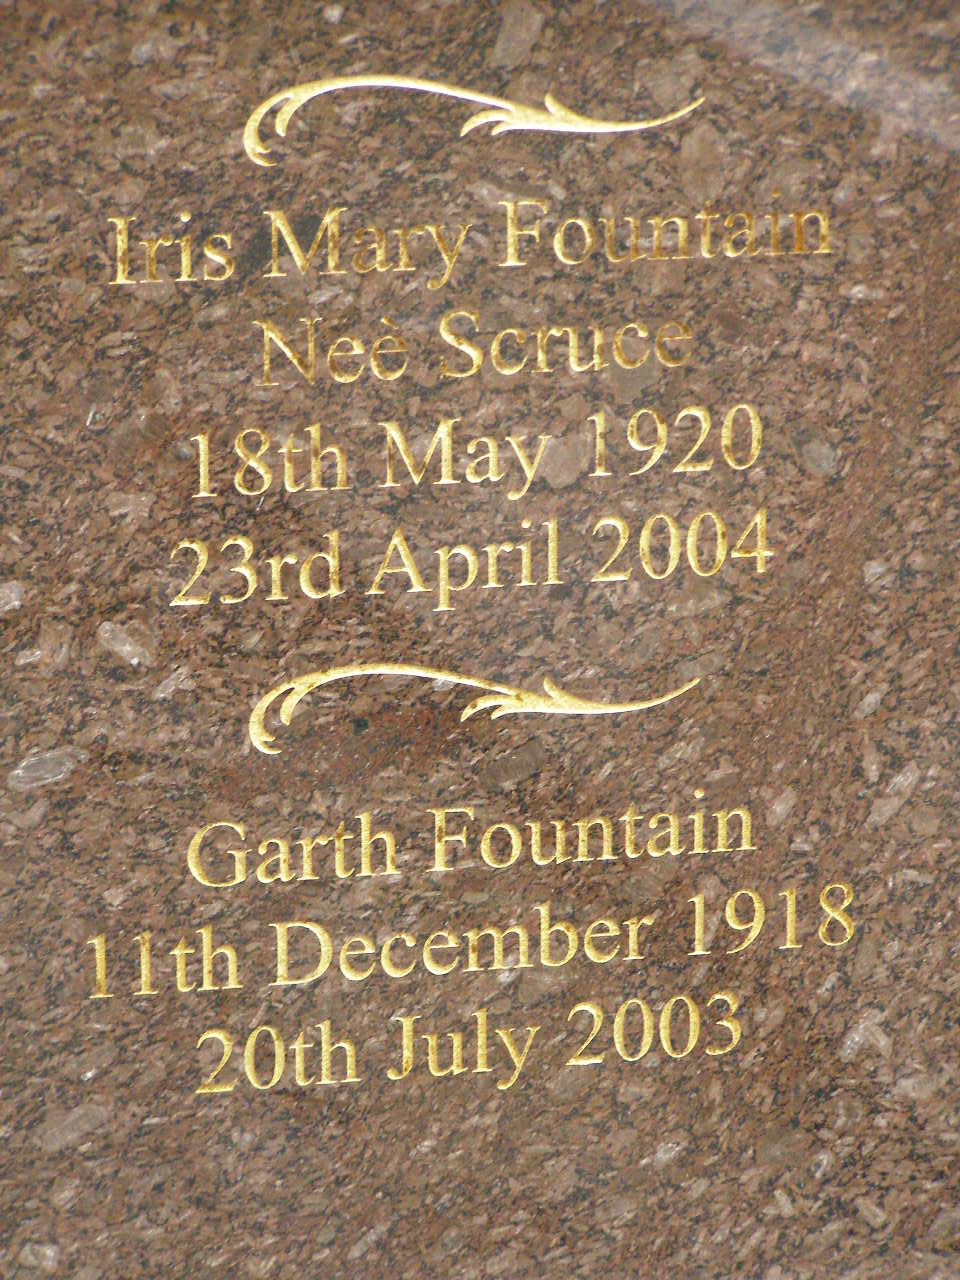 Iris Mary Fountain
Neè Scruce
18th May 1920
23rd April 2004
Garth Fountain
11th December 1918
20th July 2003